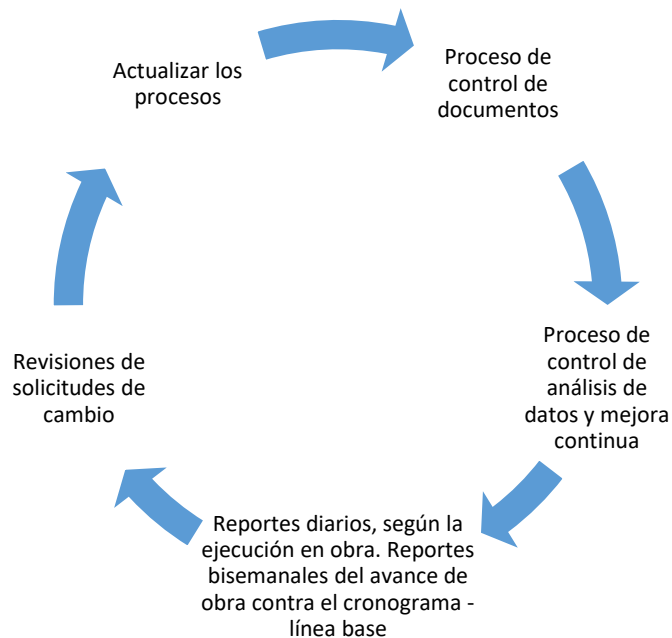 Actualizar los
procesos
Proceso de
control de
documentos
Proceso de
control de
análisis de
datos y mejora
continua
Reportes diarios, según la
ejecución en obra. Reportes
bisemanales del avance de
obra contra el cronograma -
línea base
Revisiones de
solicitudes de
cambio